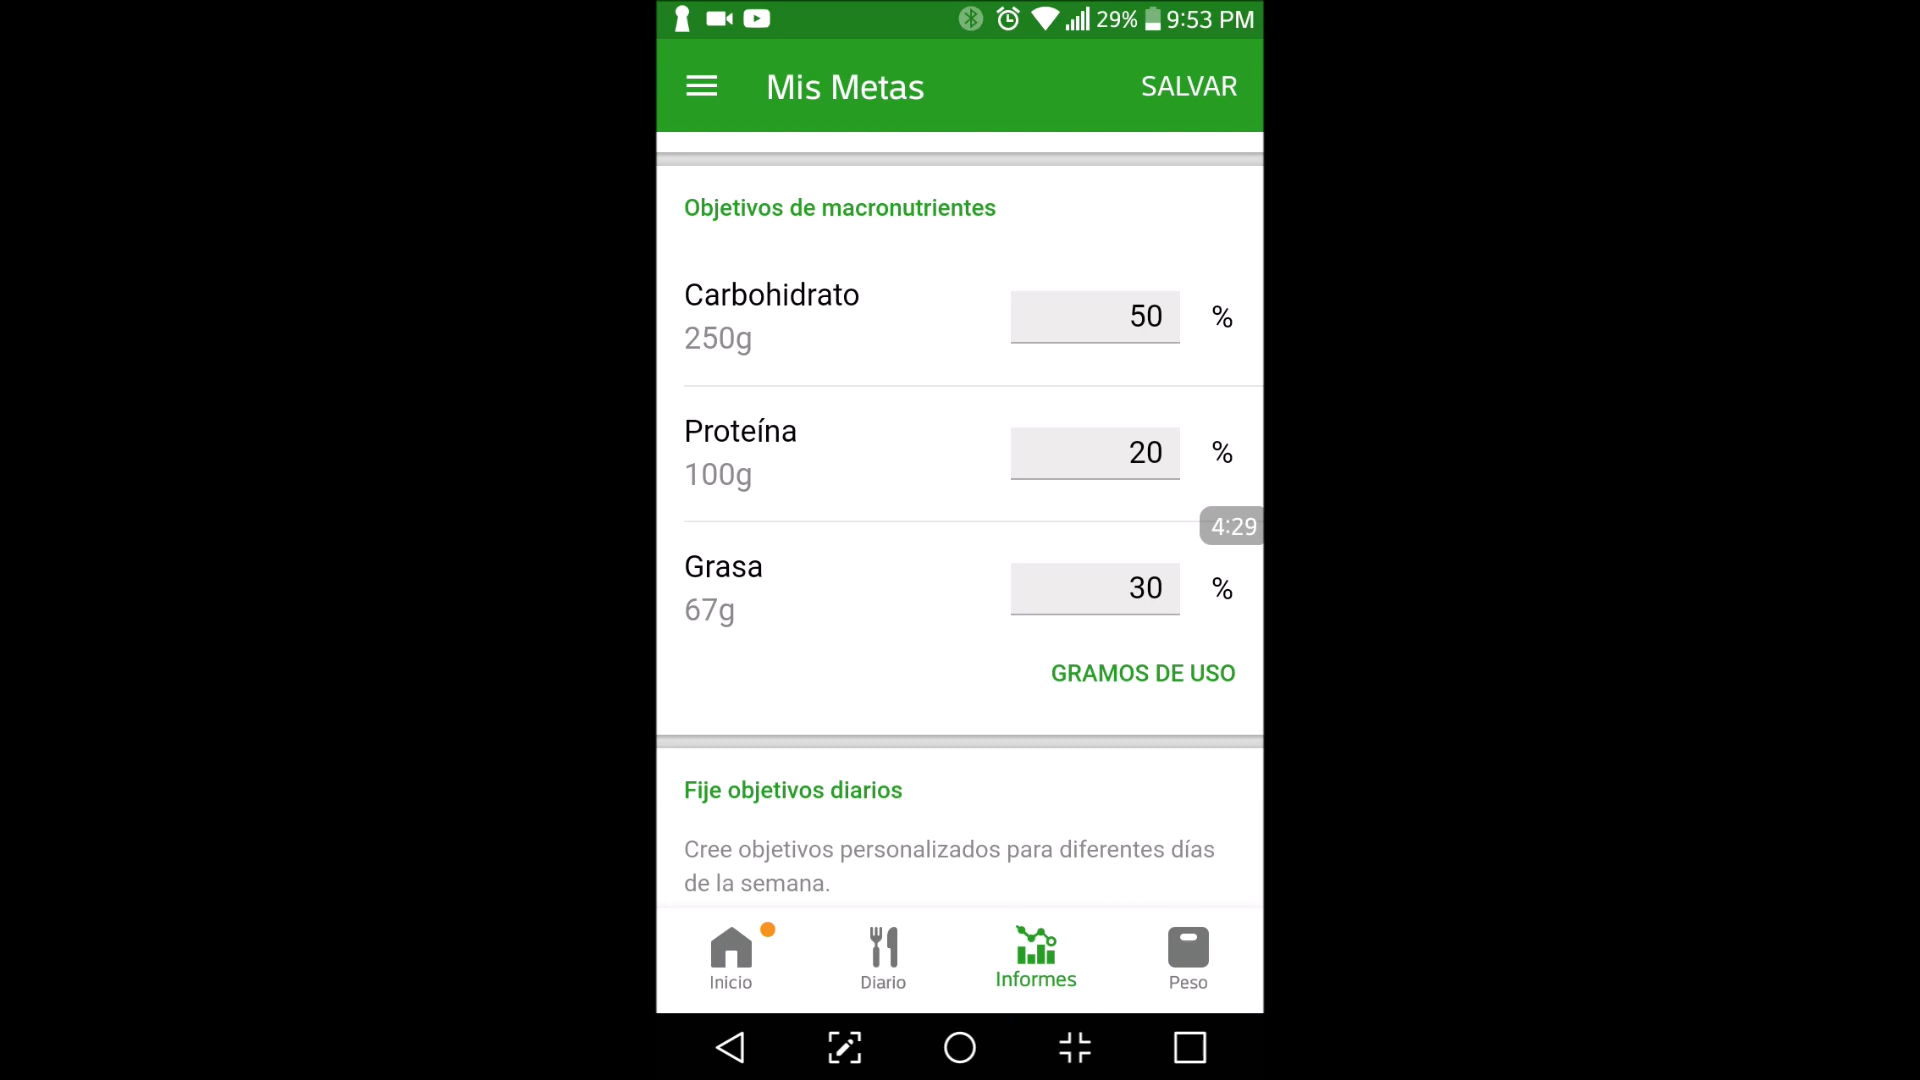 29% 9:53 PM
Mis Metas SALVAR
Objetivos de macronutrientes
Carbohidrato
50 %
250g
Proteína
20 %
100g
4:29
Grasa
30 %
67g
GRAMOS DE USO
Fije objetivos diarios
Cree objetivos personalizados para diferentes días
de la semana.
Inicio Diario Informes Peso